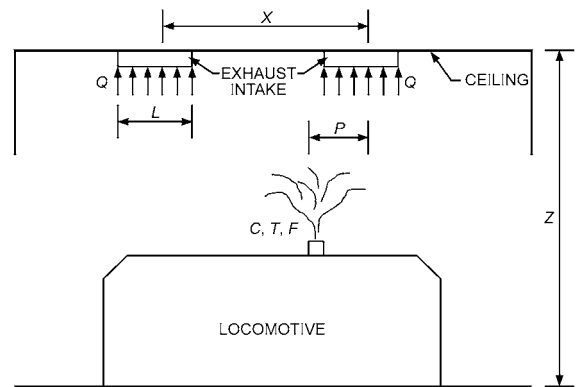 X
EXHAUST
INTAKE
CEILING
Q
Q
L
P
Z
C, T, F
LOCOMOTIVE